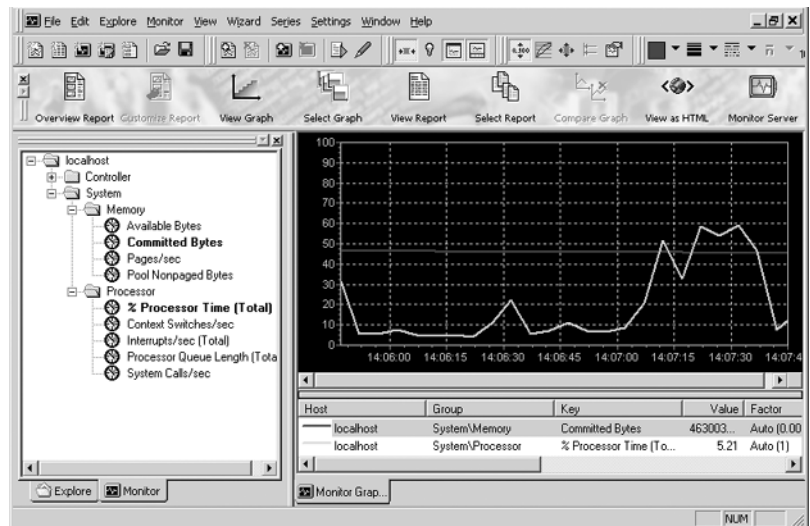 File Edit Explore Monitor View Wizard Series Settings Window Help
Overview Report Customize Report View Graph Select Graph View Report Select Report Compare Graph View as HTML Monitor Server
localhost
Controller
System
Memory
Available Bytes
Committed Bytes
Pages/sec
Pool Nonpaged Bytes
Processor
% Processor Time (Total)
Context Switches/sec
Interrupts/sec (Total)
Processor Queue Length (Tota
System Calls/sec
Explore Monitor
100
90
80
70
60
50
40
30
20
10
0
14:06:00 14:06:15 14:06:30 14:06:45 14:07:00 14:07:15 14:07:30 14:07:4
Host Group Key Value Factor
localhost System\Memory Committed Bytes 463003... Auto (0.00
localhost System\Processor % Processor Time (To... 5.21 Auto (1)
Monitor Grap...
NUM